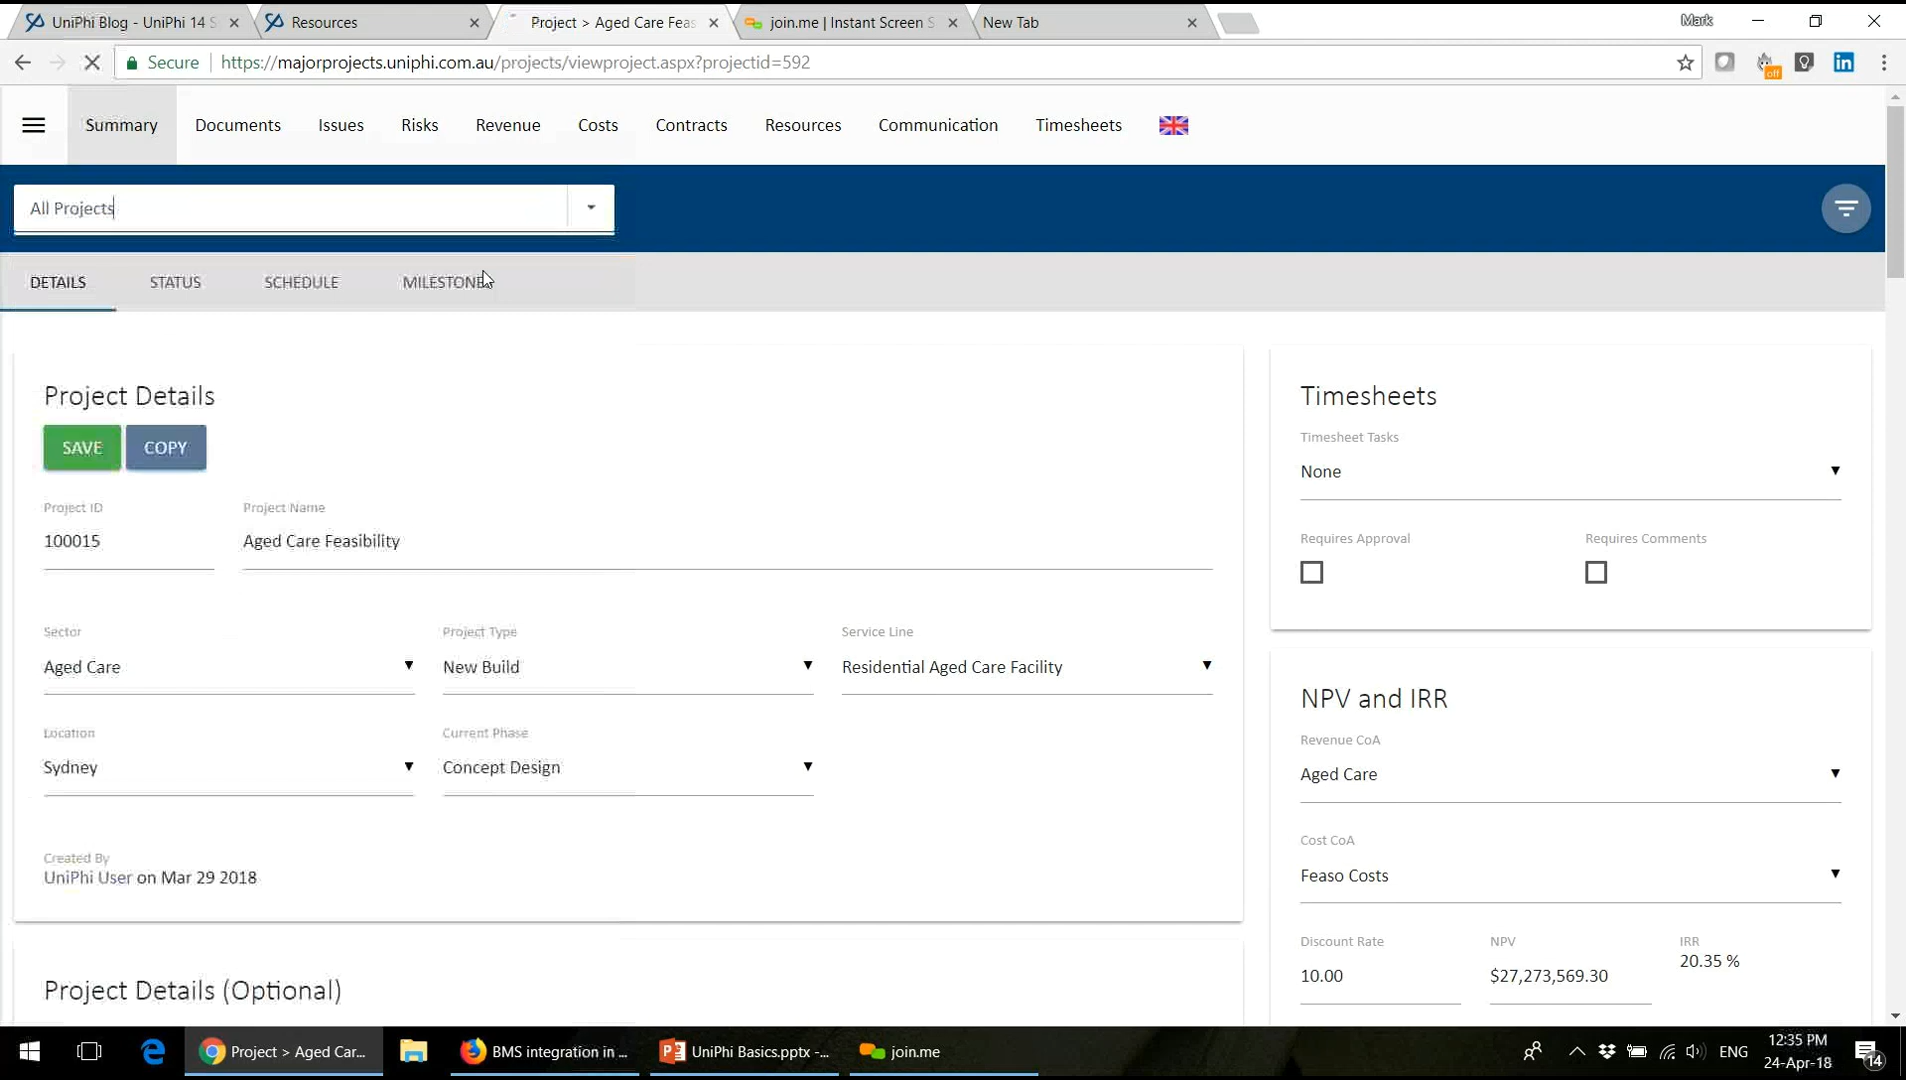 UniPhi Blog - UniPhi 14 S
Resources
Project > Aged Care Feas
join.me | Instant Screen S
New Tab
Mark
Secure
https://majorprojects.uniphi.com.au/projects/viewproject.aspx?projectid=592
off
in
Summary
Documents
Issues
Risks
Revenue
Costs
Contracts
Resources
Communication
Timesheets
All Projects
DETAILS
STATUS
SCHEDULE
MILESTONE
Project Details
SAVE
COPY
Project ID
Project Name
100015
Aged Care Feasibility
Sector
Project Type
Service Line
Aged Care
New Build
Residential Aged Care Facility
Location
Current Phase
Sydney
Concept Design
Created By
UniPhi User on Mar 29 2018
Project Details (Optional)
Timesheets
Timesheet Tasks
None
Requires Approval
Requires Comments
NPV and IRR
Revenue CoA
Aged Care
Cost CoA
Feaso Costs
Discount Rate
NPV
IRR
10.00
$27,273,569.30
20.35 %
Project > Aged Car...
BMS integration in ...
UniPhi Basics.pptx -...
join.me
ENG
12:35 PM
24-Apr-18
14